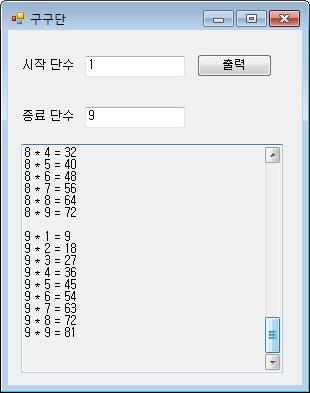 구구단
시작 단수 1 출력
종료 단수 9
8 * 4 = 32
8 * 5 = 40
8 * 6 = 48
8 * 7 = 56
8 * 8 = 64
8 * 9 = 72
9 * 1 = 9
9 * 2 = 18
9 * 3 = 27
9 * 4 = 36
9 * 5 = 45
9 * 6 = 54
9 * 7 = 63
9 * 8 = 72
9 * 9 = 81